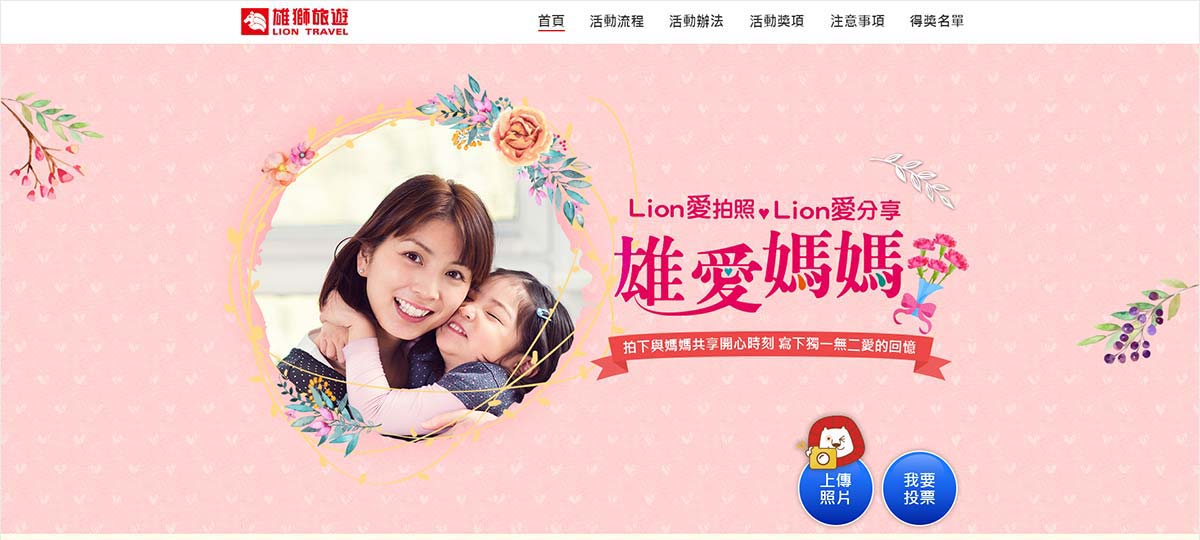 雄獅旅遊
LION TRAVEL
首頁 活動流程 活動辦法 活動獎項 注意事項 得獎名單
Lion愛拍照♥Lion愛分享
雄愛媽媽
拍下與媽媽共享開心時刻 寫下獨一無二愛的回憶
上傳
照片
我要
投票